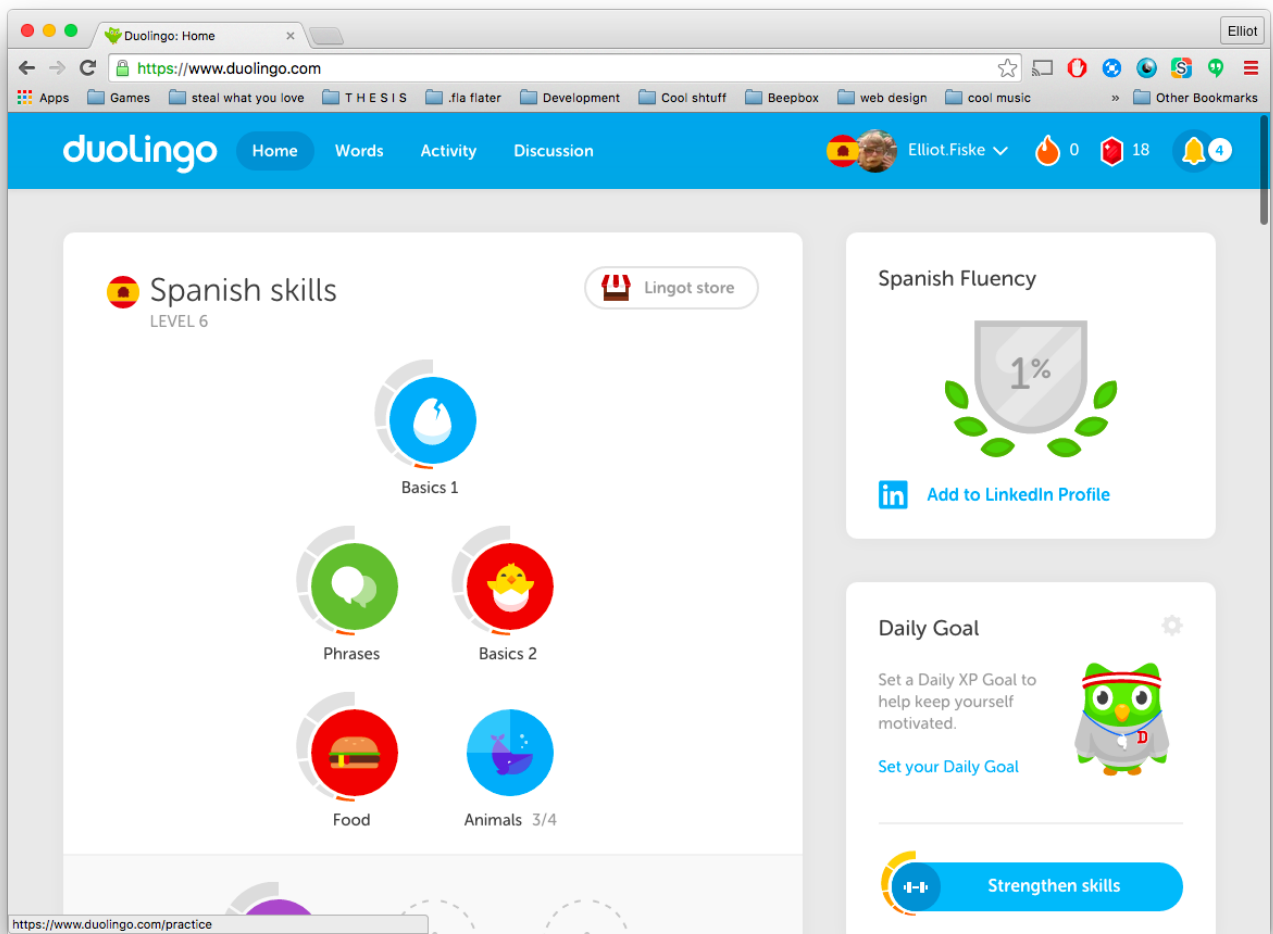 Duolingo: Home
Elliot
https://www.duolingo.com
Apps Games steal what you love T H E S I S .fla flater Development Cool shtuff Beepbox web design cool music » Other Bookmarks
duolingo Home Words Activity Discussion Elliot.Fiske 0 18 4
Spanish skills
LEVEL 6
Lingot store
Basics 1
Phrases Basics 2
Food Animals 3/4
Spanish Fluency
1%
in Add to LinkedIn Profile
Daily Goal
Set a Daily XP Goal to
help keep yourself
motivated.
D
Set your Daily Goal
Strengthen skills
https://www.duolingo.com/practice